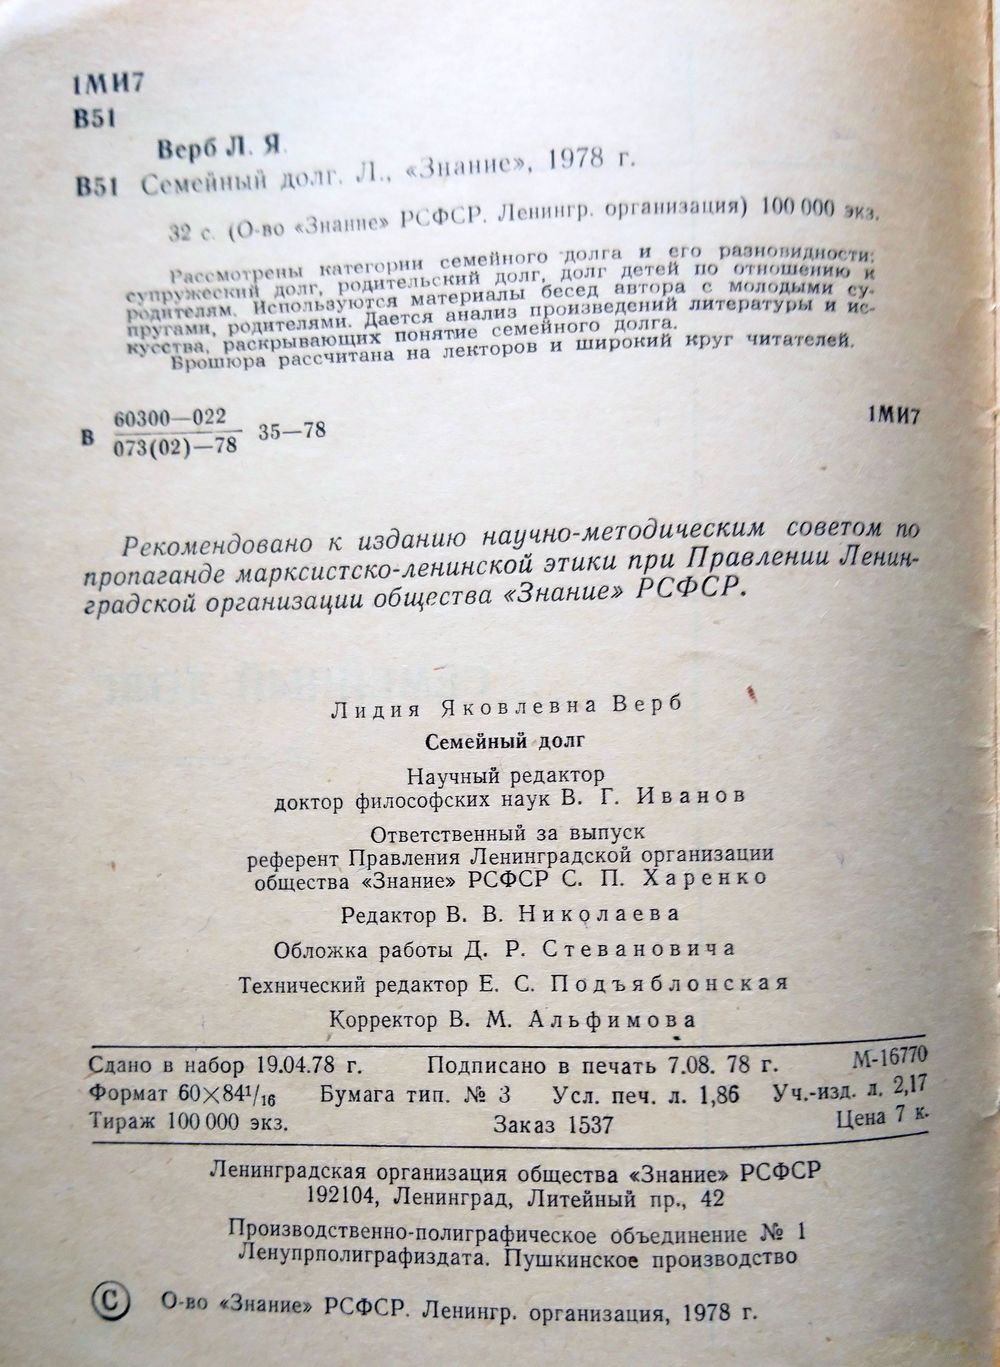 1МИ7
В51
Верб Л. Я.
В51 Семейный долг. Л., «Знание», 1978 г.
32 с. (О-во «Знание» РСФСР. Ленингр. организация) 100 000 экз.
Рассмотрены категории семейного долга и его разновидности:
супружеский долг, родительский долг, долг детей по отношению к
родителям. Используются материалы бесед автора с молодыми су-
пругами, родителями. Дается анализ произведений литературы и ис-
кусства, раскрывающих понятие семейного долга.
Брошюра рассчитана на лекторов и широкий круг читателей.
В 60300—022
073(02)—78 35—78
1МИ7
Рекомендовано к изданию научно-методическим советом по
пропаганде марксистско-ленинской этики при Правлении Ленин-
градской организации общества «Знание» РСФСР.
Лидия Яковлевна Верб
Семейный долг
Научный редактор
доктор философских наук В. Г. Иванов
Ответственный за выпуск
референт Правления Ленинградской организации
общества «Знание» РСФСР С. П. Харенко
Редактор В. В. Николаева
Обложка работы Д. Р. Стевановича
Технический редактор Е. С. Подъяблонская
Корректор В. М. Альфимова
Сдано в набор 19.04.78 г. Подписано в печать 7.08. 78 г. М-16770
Формат 60×84¹/₁₆ Бумага тип. № 3 Усл. печ. л. 1,86 Уч.-изд. л. 2,17
Тираж 100 000 экз. Заказ 1537 Цена 7 к.
Ленинградская организация общества «Знание» РСФСР
192104, Ленинград, Литейный пр., 42
Производственно-полиграфическое объединение № 1
Ленупрполиграфиздата. Пушкинское производство
© О-во «Знание» РСФСР. Ленингр. организация, 1978 г.